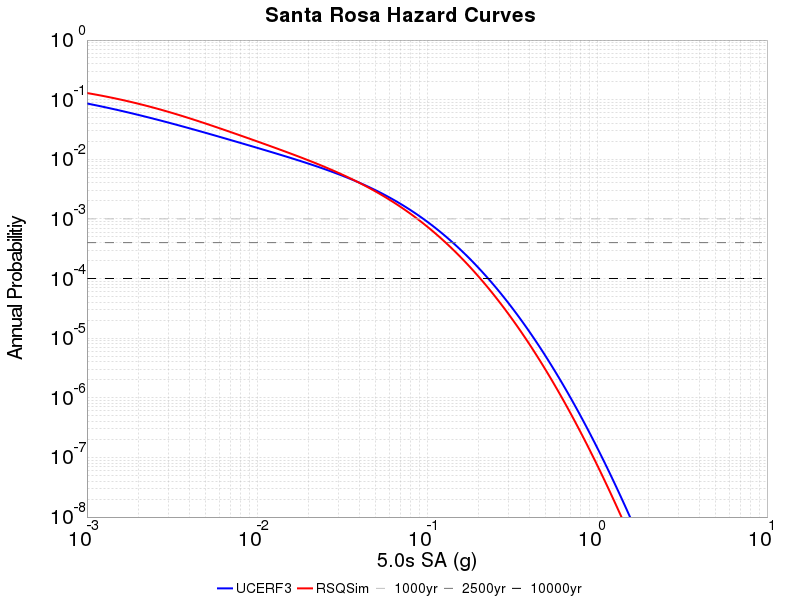 Santa Rosa Hazard Curves
10^0
10^-1
10^-2
10^-3
10^-4
10^-5
10^-6
10^-7
10^-8
Annual Probabilitiy
10^-3 10^-2 10^-1 10^0 10^1
5.0s SA (g)
UCERF3 RSQSim 1000yr 2500yr 10000yr